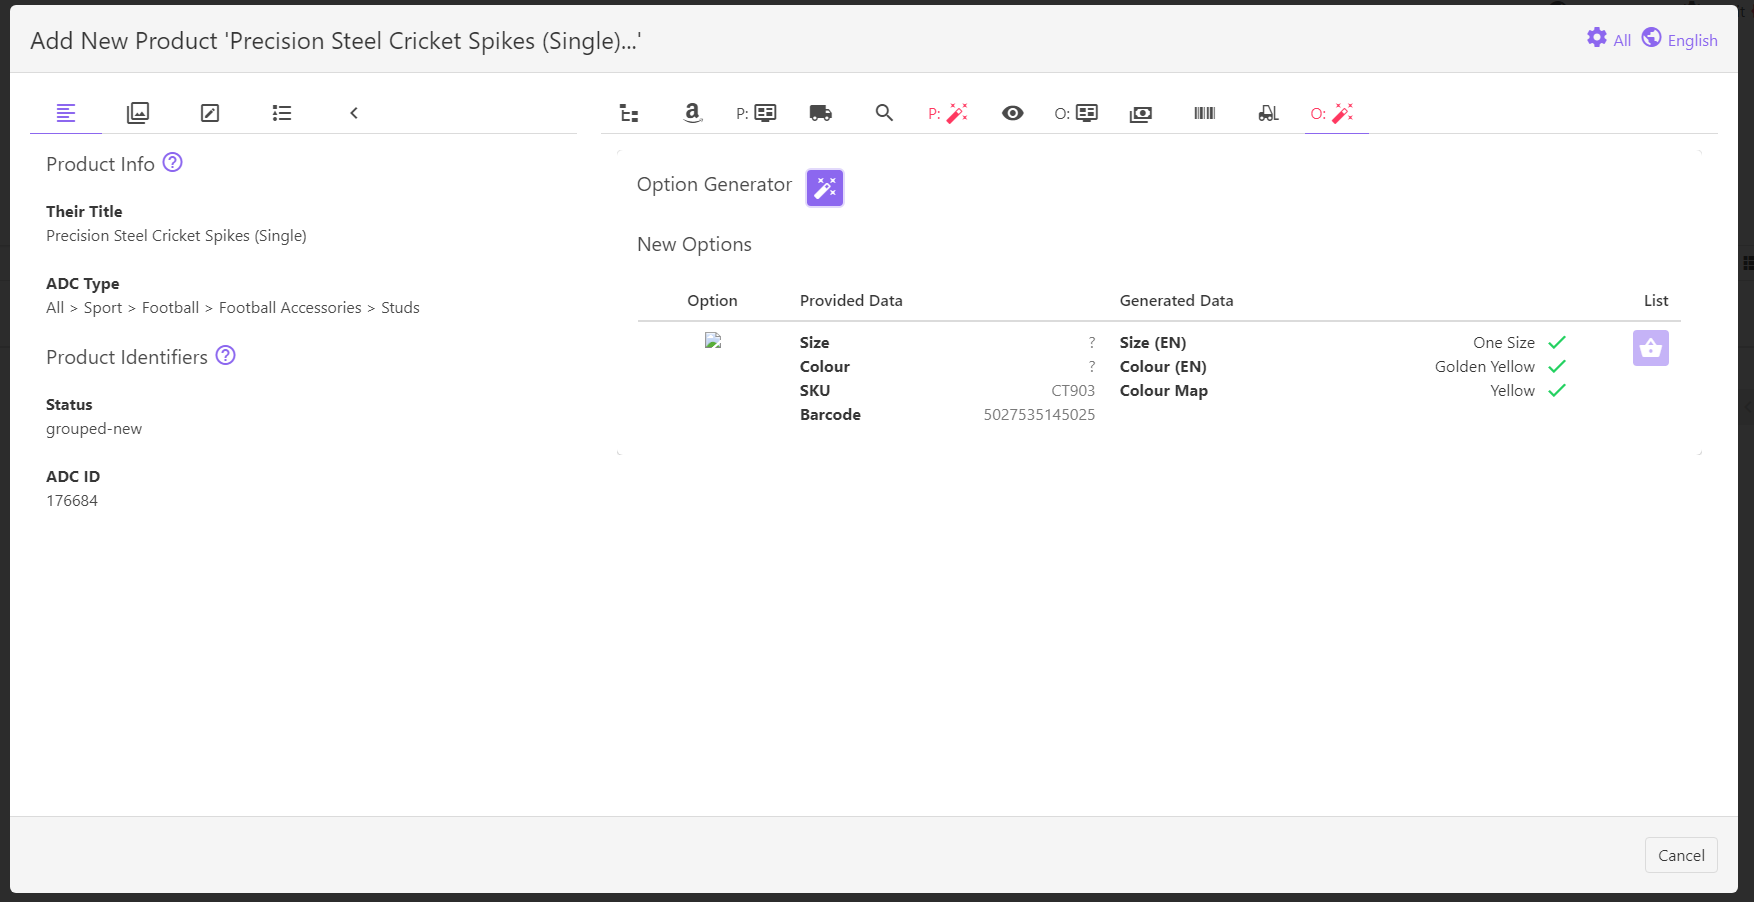 Add New Product 'Precision Steel Cricket Spikes (Single)...'
All English
P: P: O: O:
Product Info
Their Title
Precision Steel Cricket Spikes (Single)
ADC Type
All > Sport > Football > Football Accessories > Studs
Product Identifiers
Status
grouped-new
ADC ID
176684
Option Generator
New Options
Option Provided Data Generated Data List
Size ? Size (EN) One Size
Colour ? Colour (EN) Golden Yellow
SKU CT903 Colour Map Yellow
Barcode 5027535145025
Cancel